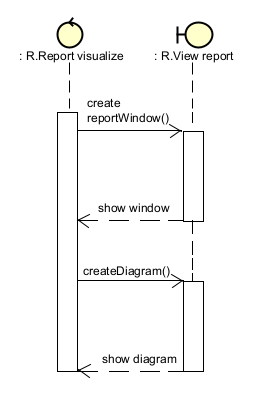 : R.Report visualize
: R.View report
create
reportWindow()
show window
createDiagram()
show diagram